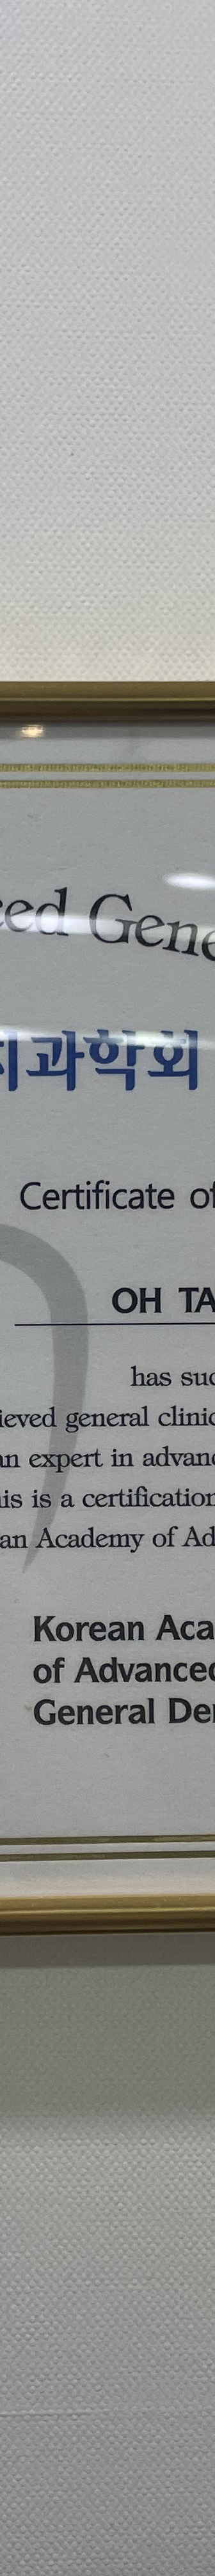 ced Gene
치과학회
Certificate of
OH TA
has suc
ieved general clinic
an expert in advanc
is is a certification
an Academy of Ad
Korean Aca
of Advanced
General Der